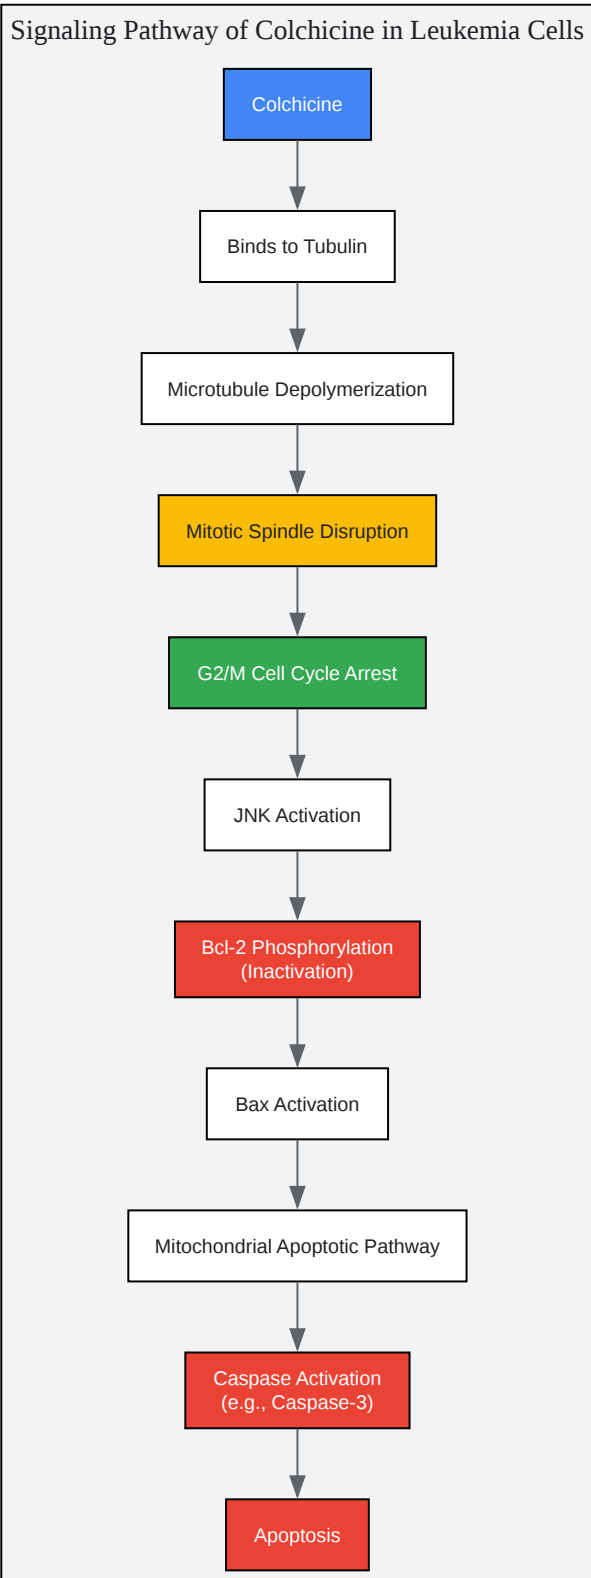 Signaling Pathway of Colchicine in Leukemia Cells
Colchicine
Binds to Tubulin
Microtubule Depolymerization
Mitotic Spindle Disruption
G2/M Cell Cycle Arrest
JNK Activation
Bcl-2 Phosphorylation
(Inactivation)
Bax Activation
Mitochondrial Apoptotic Pathway
Caspase Activation
(e.g., Caspase-3)
Apoptosis